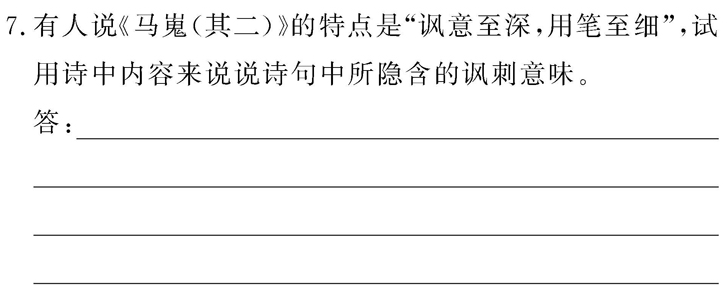 7. 有人说《马嵬(其二)》的特点是“讽意至深,用笔至细”,试
用诗中内容来说说诗句中所隐含的讽刺意味。
答: